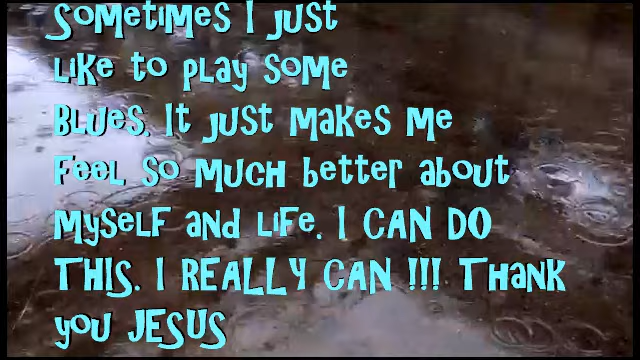 Sometimes I just
like to play some
Blues. It just makes me
feel so much better about
myself and life. I CAN DO
THIS. I REALLY CAN !!! Thank
you JESUS